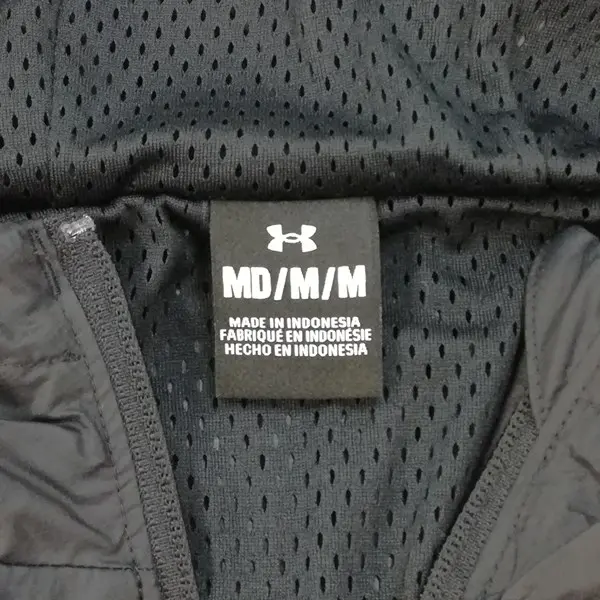 MD/M/M
MADE IN INDONESIA
FABRIQUÉ EN INDONÉSIE
HECHO EN INDONESIA